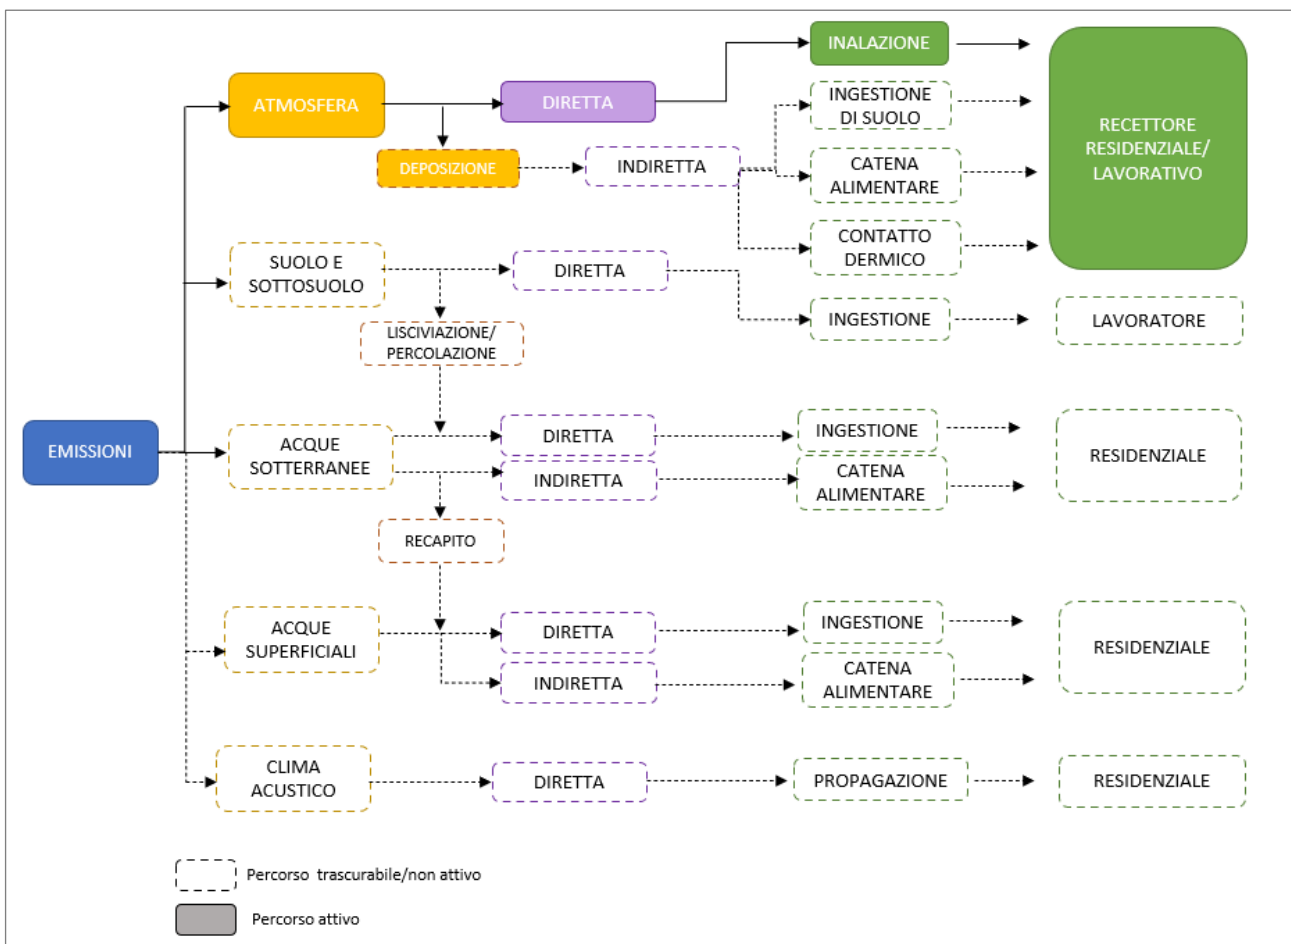 INALAZIONE
ATMOSFERA
DIRETTA
INGESTIONE
DI SUOLO
RECETTORE
RESIDENZIALE/
LAVORATIVO
DEPOSIZIONE
INDIRETTA
CATENA
ALIMENTARE
CONTATTO
DERMICO
SUOLO E
SOTTOSUOLO
DIRETTA
INGESTIONE
LAVORATORE
LISCIVIAZIONE/
PERCOLAZIONE
EMISSIONI
ACQUE
SOTTERRANEE
DIRETTA
INGESTIONE
RESIDENZIALE
INDIRETTA
CATENA
ALIMENTARE
RECAPITO
ACQUE
SUPERFICIALI
DIRETTA
INGESTIONE
RESIDENZIALE
INDIRETTA
CATENA
ALIMENTARE
CLIMA
ACUSTICO
DIRETTA
PROPAGAZIONE
RESIDENZIALE
Percorso trascurabile/non attivo
Percorso attivo